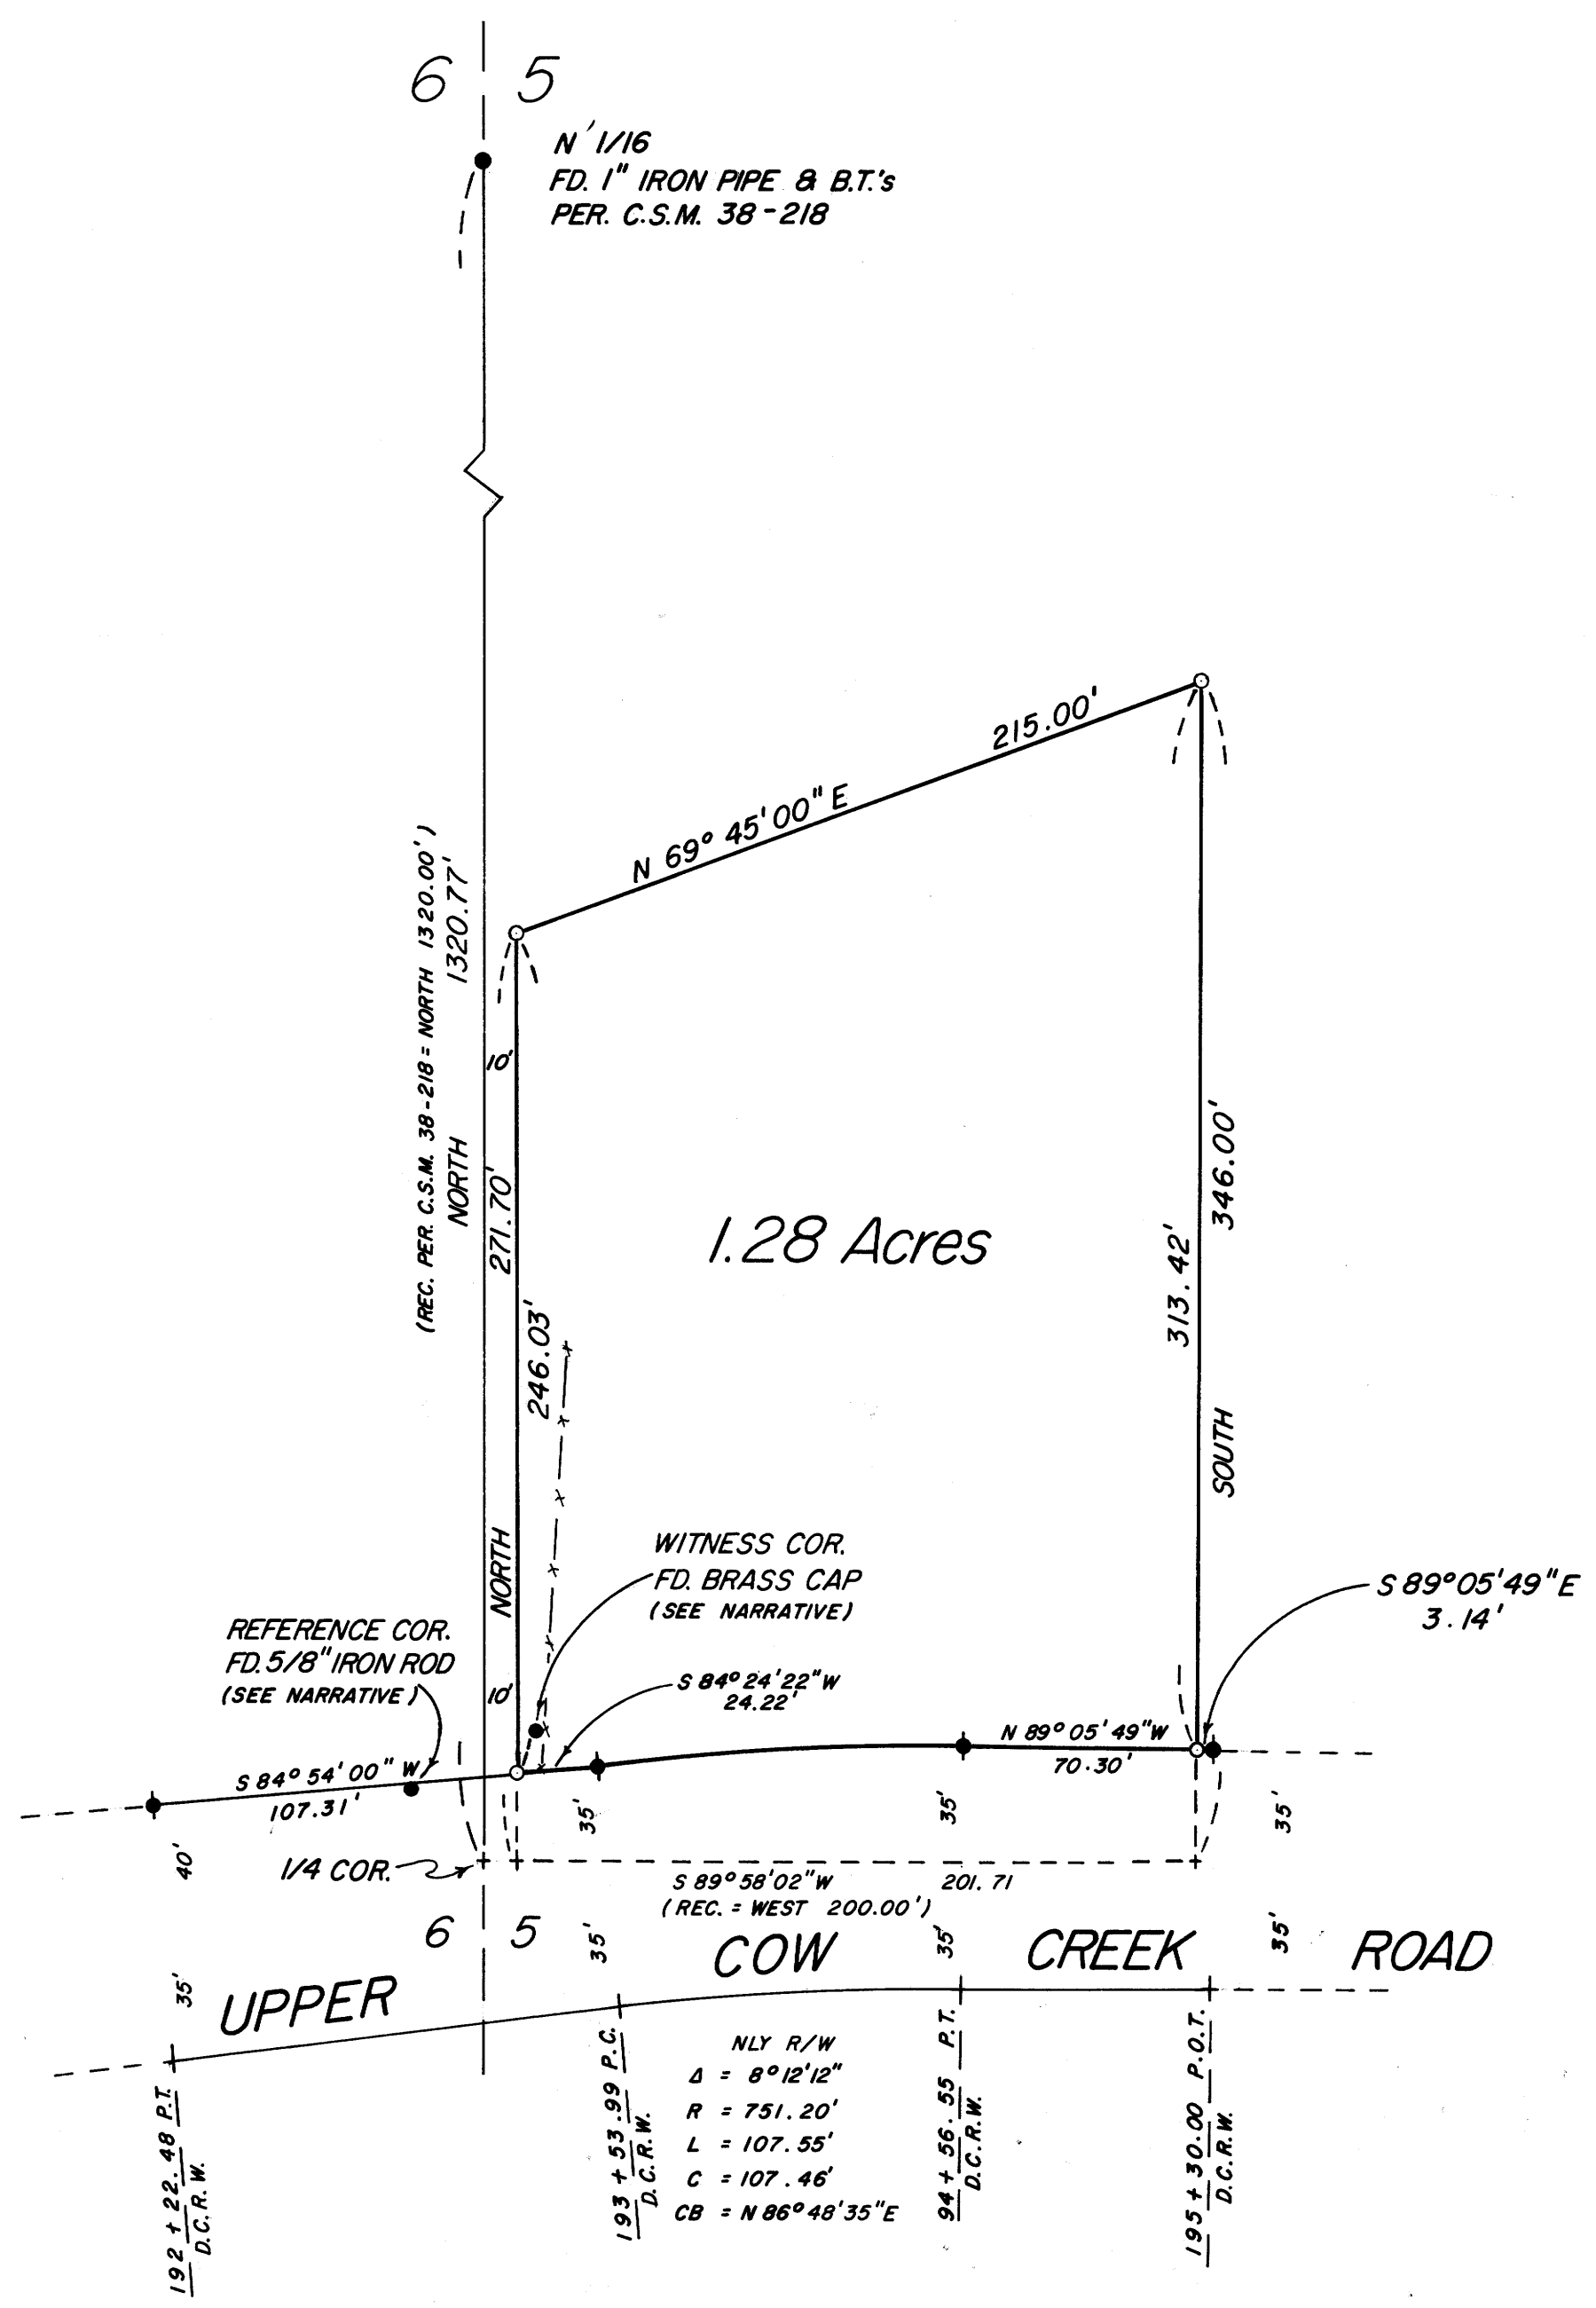 6 5
N 1/16
FD. 1" IRON PIPE & B.T.'s
PER. C.S.M. 38-218
215.00'
N 69° 45' 00" E
(REC. PER. C.S.M. 38-218 = NORTH 1320.00')
NORTH 1320.77'
10'
271.70'
NORTH
10'
246.03'
1.28 Acres
313.42'
346.00'
SOUTH
WITNESS COR.
FD. BRASS CAP
(SEE NARRATIVE)
S 89° 05' 49" E
3.14'
REFERENCE COR.
FD. 5/8" IRON ROD
(SEE NARRATIVE)
S 84° 24' 22" W
24.22'
N 89° 05' 49" W
70.30'
S 84° 54' 00" W
107.31'
35'
35'
35'
40'
1/4 COR.
S 89° 58' 02" W 201.71
(REC. = WEST 200.00')
6 5
35'
35'
35'
35'
UPPER COW CREEK ROAD
NLY R/W
Δ = 8° 12' 12"
R = 751.20'
L = 107.55'
C = 107.46'
CB = N 86° 48' 35" E
192 + 22.48 P.T.
D.C.R.W.
193 + 53.99 P.C.
D.C.R.W.
94 + 56.55 P.T.
D.C.R.W.
195 + 30.00 P.O.T.
D.C.R.W.